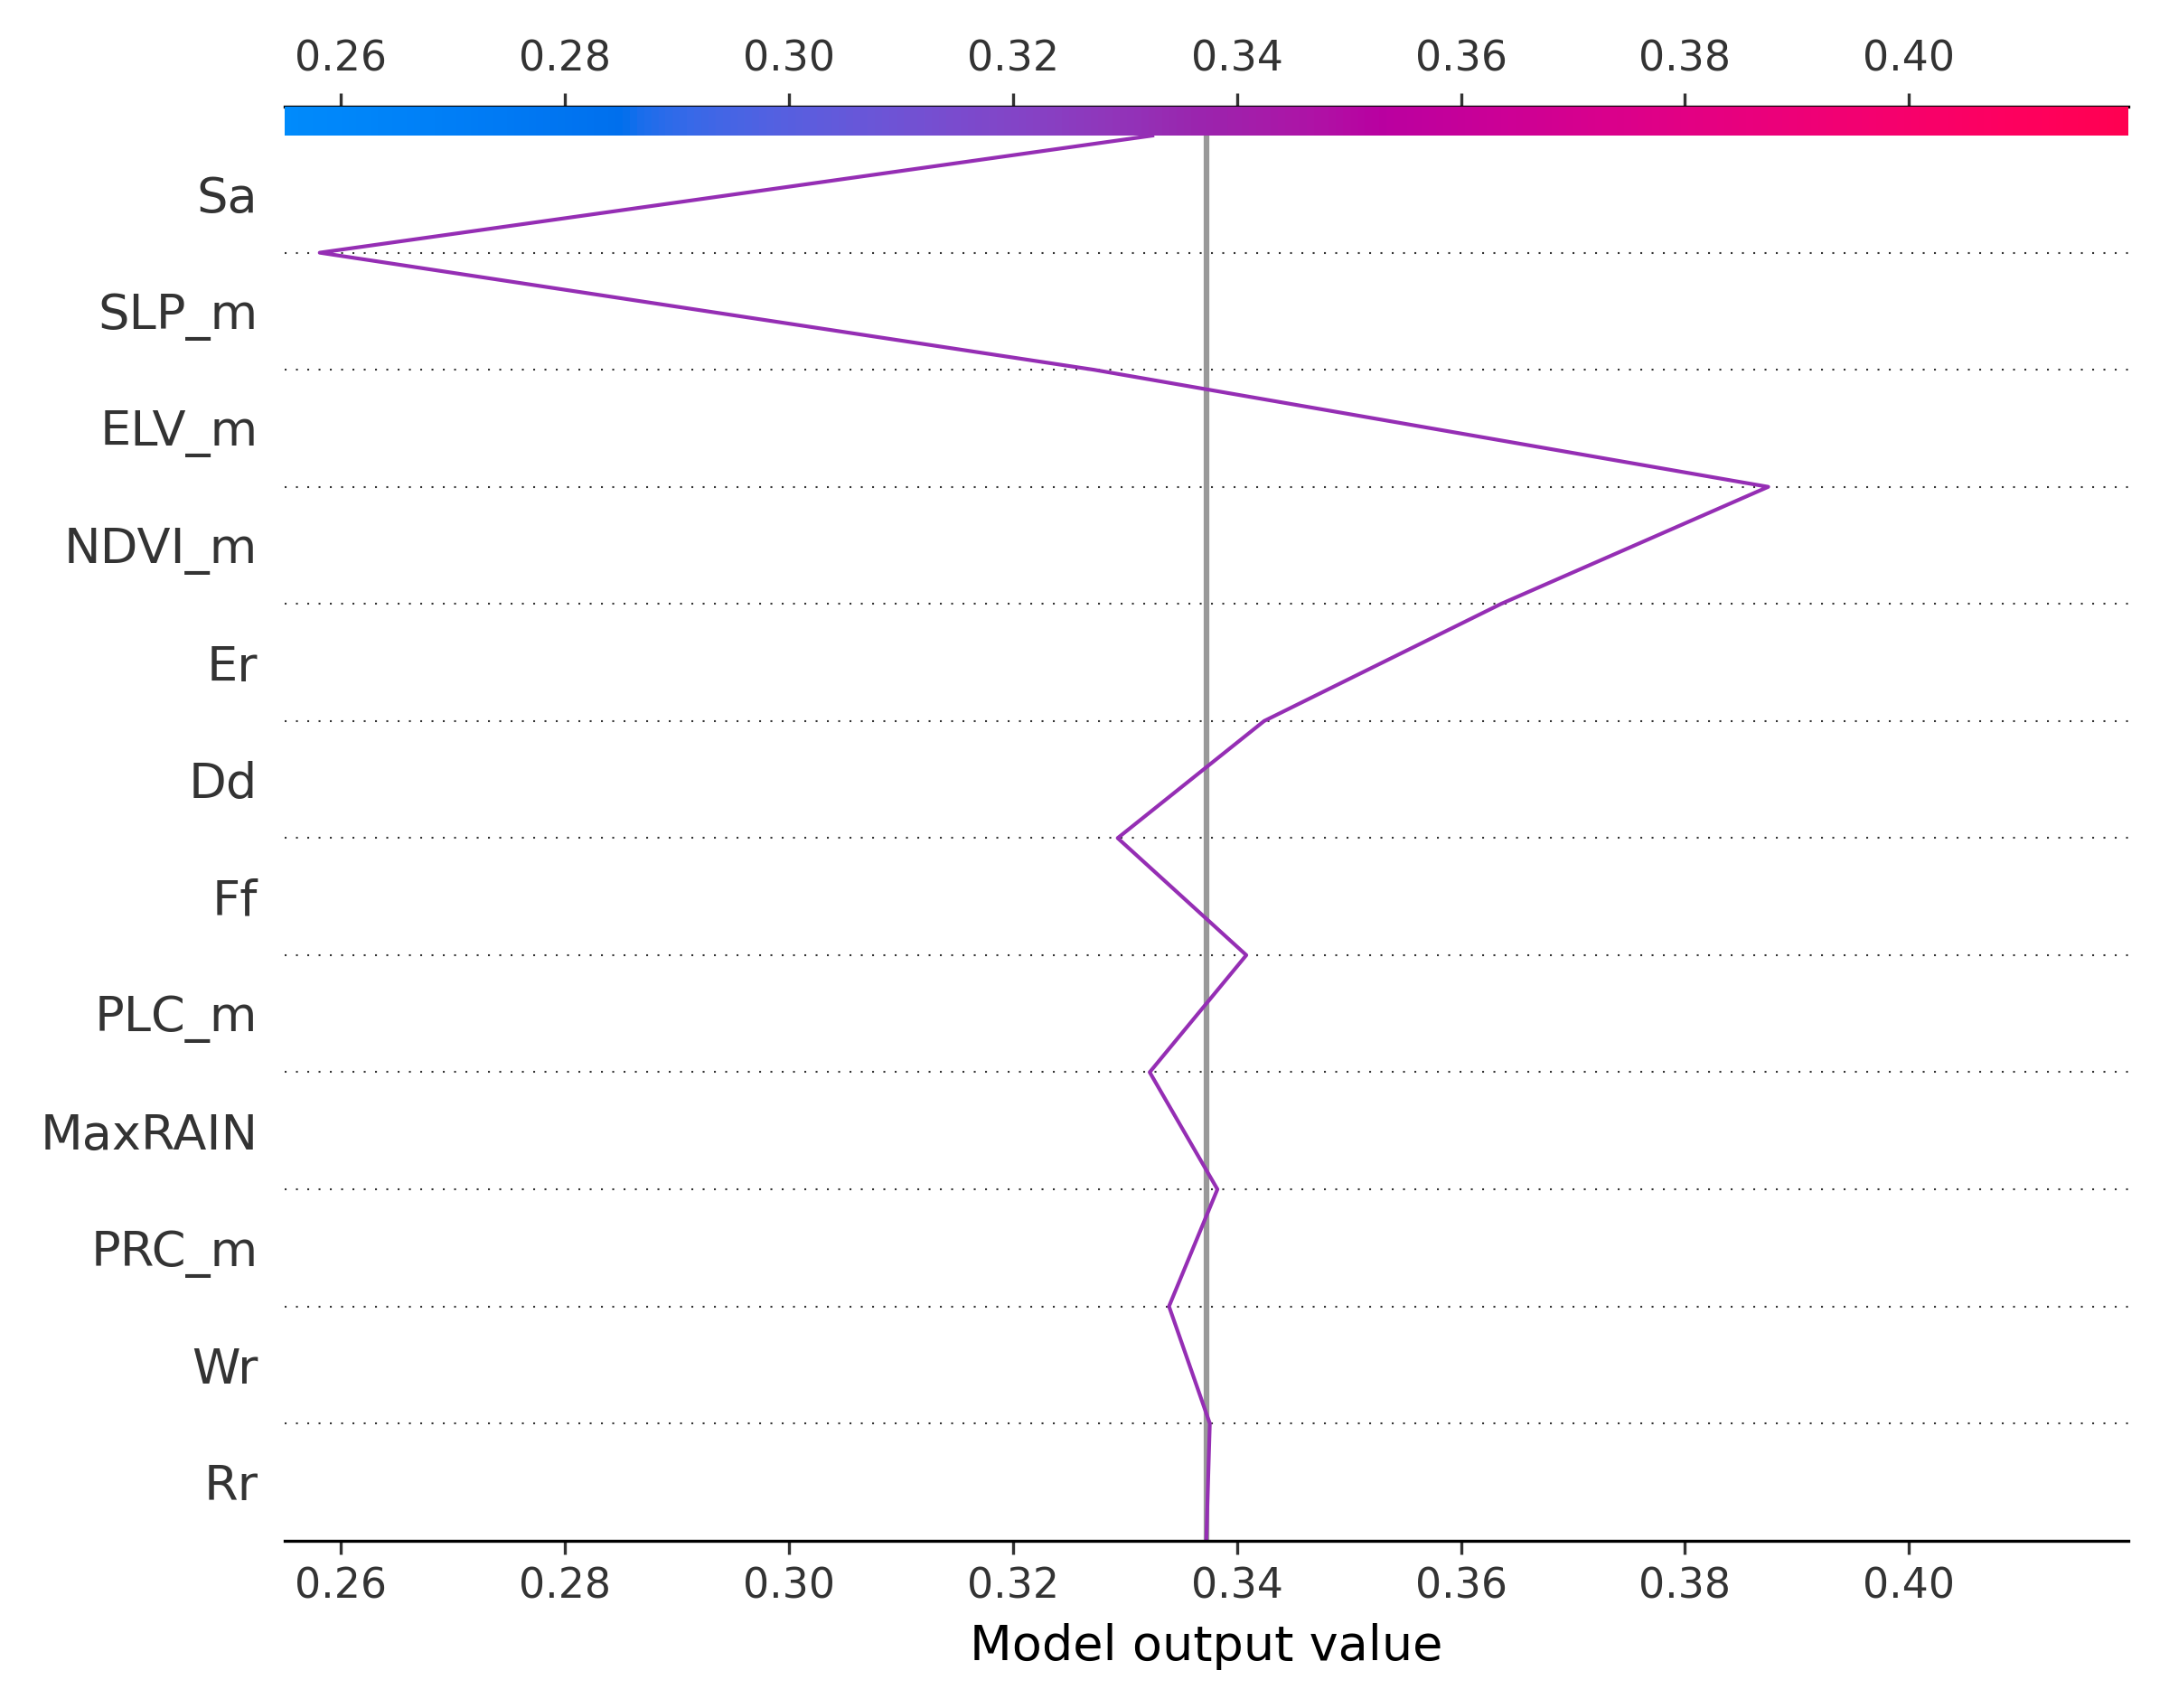 0.26 0.28 0.30 0.32 0.34 0.36 0.38 0.40
Sa
SLP_m
ELV_m
NDVI_m
Er
Dd
Ff
PLC_m
MaxRAIN
PRC_m
Wr
Rr
0.26 0.28 0.30 0.32 0.34 0.36 0.38 0.40
Model output value